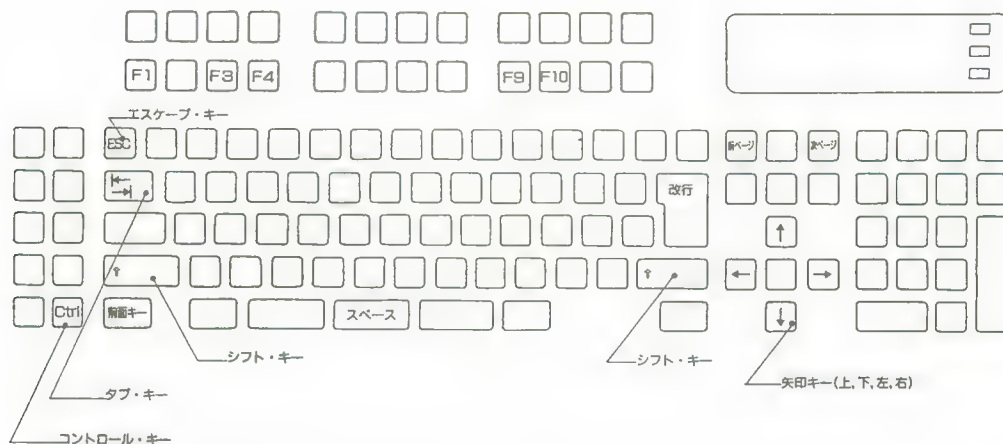 F1 F3 F4 F9 F10
エスケープ・キー
ESC 前ページ 次ページ
改行
↑
⇧ ⇧ ← →
Ctrl 前面キー スペース ↓
シフト・キー シフト・キー
矢印キー(上,下,左,右)
タブ・キー
コントロール・キー